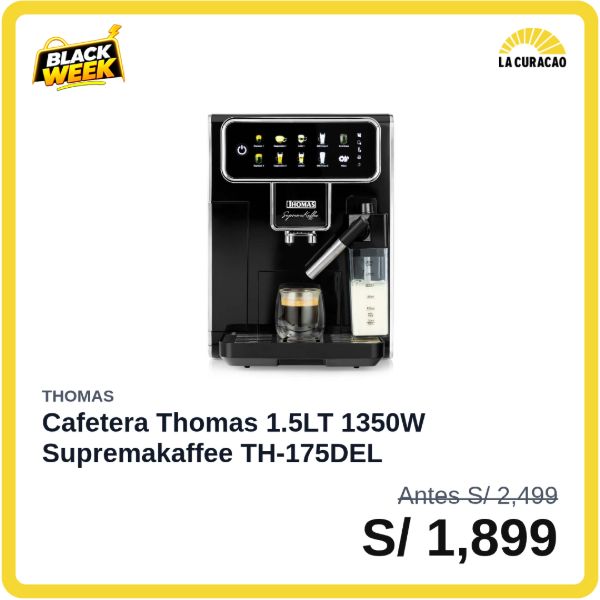 BLACK
WEEK
LA CURACAO
THOMAS
SupremaKaffee
THOMAS
Cafetera Thomas 1.5LT 1350W
Supremakaffee TH-175DEL
Antes S/ 2,499
S/ 1,899